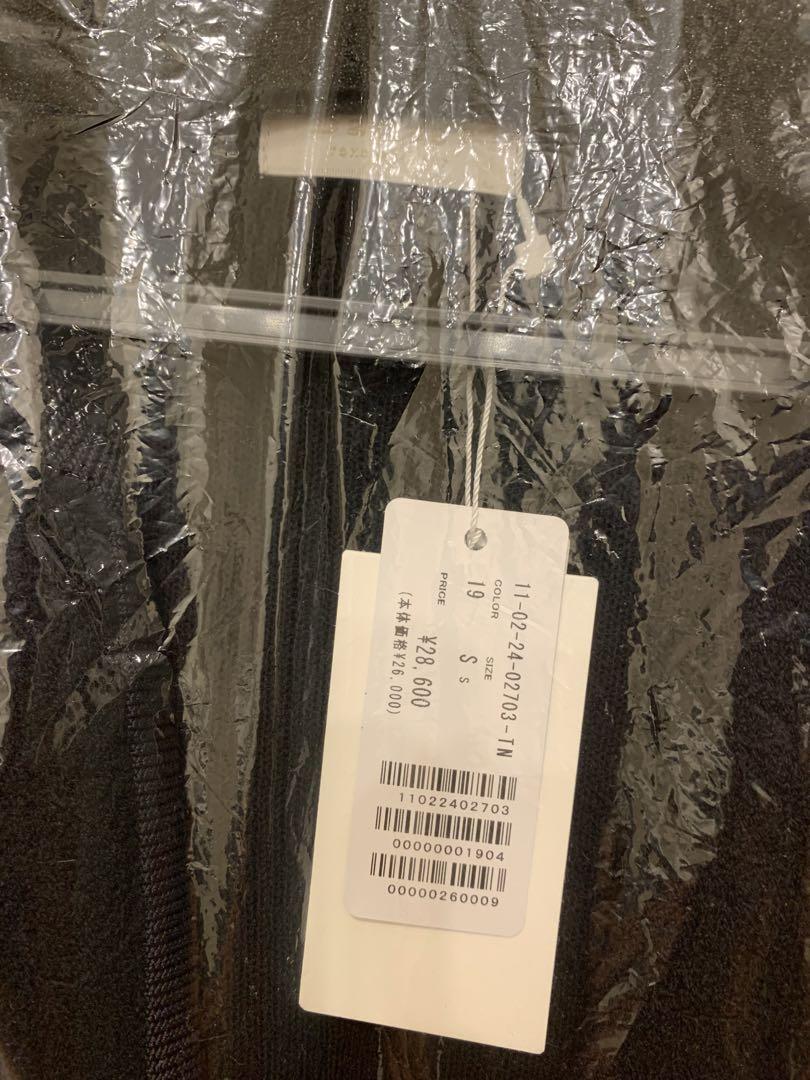 11-02-24-02703-TN
COLOR SIZE
19 S S
PRICE ¥28,600
(本体価格¥26,000)
11022402703
00000001904
00000260009